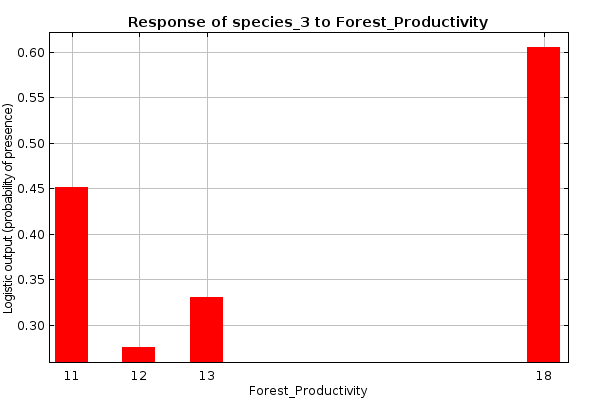 Response of species_3 to Forest_Productivity
Logistic output (probability of presence)
0.60
0.55
0.50
0.45
0.40
0.35
0.30
11 12 13 18
Forest_Productivity